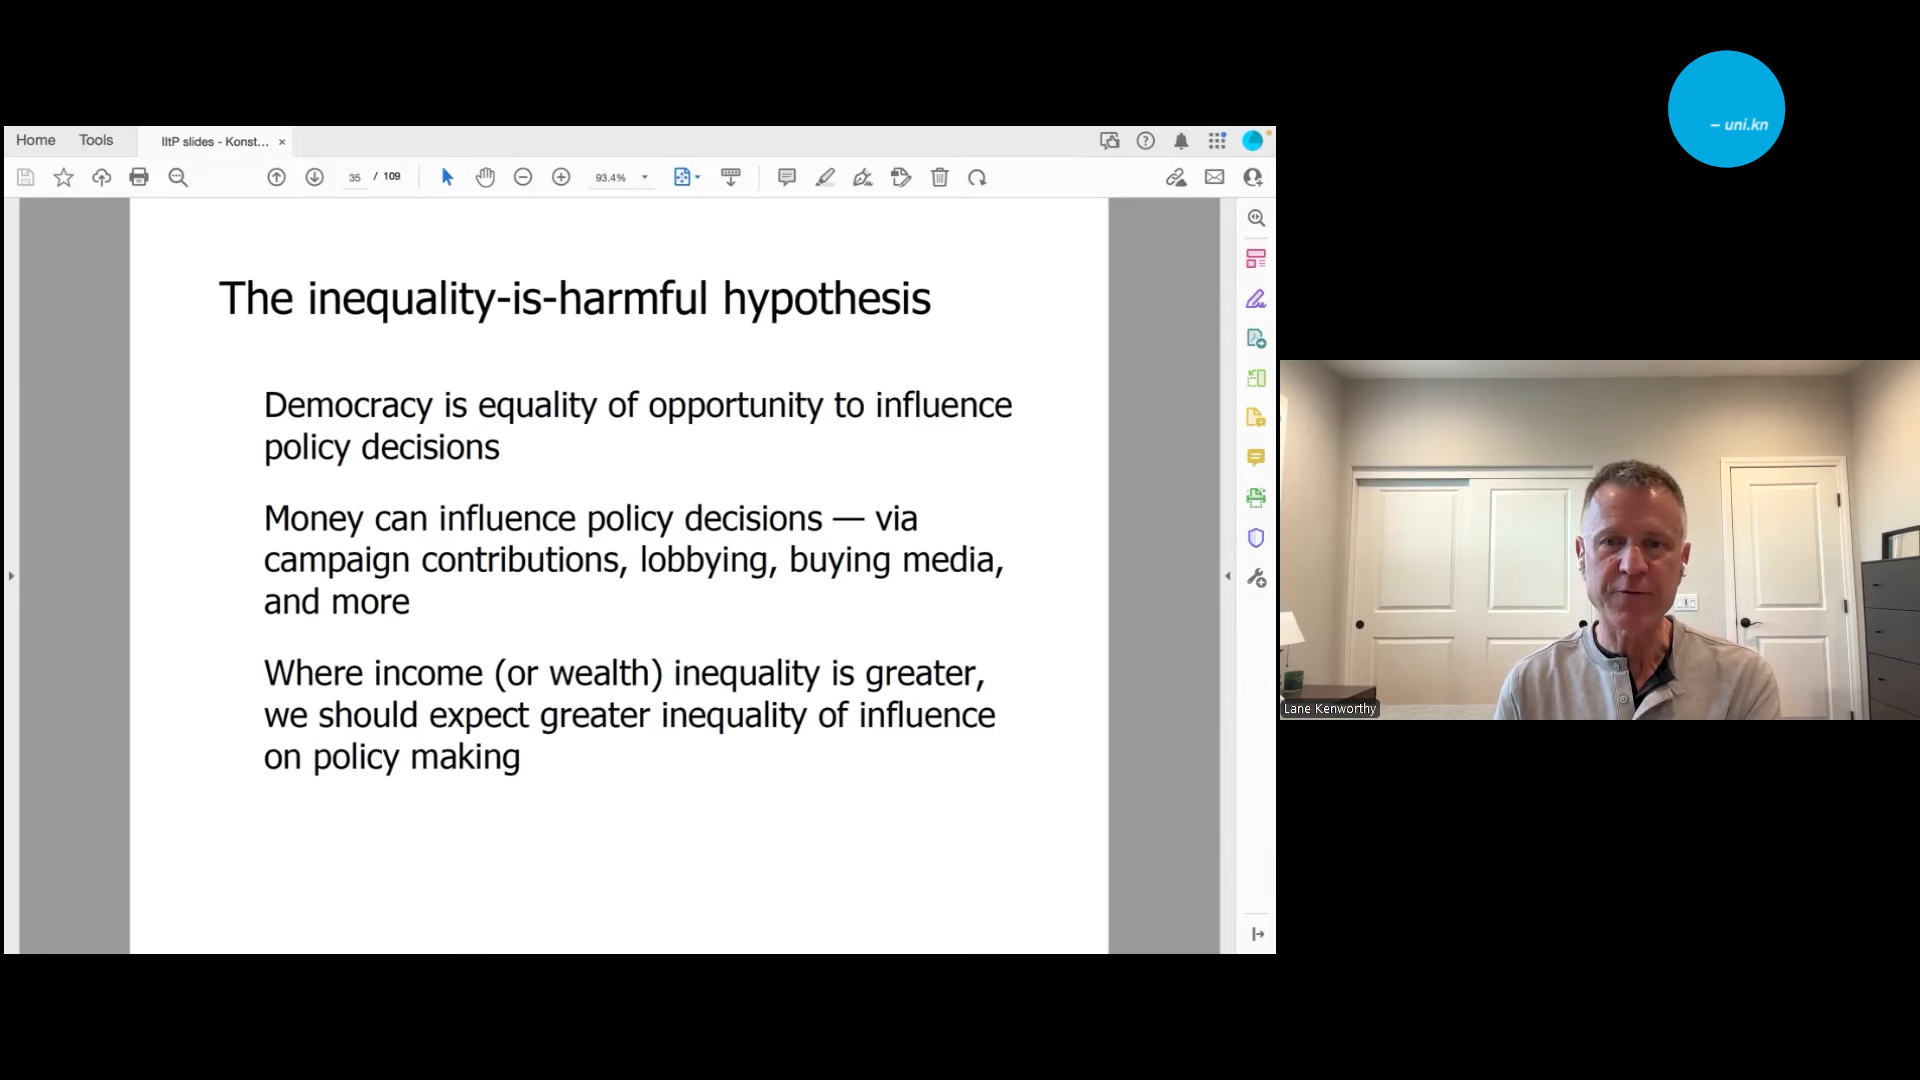 – uni.kn
Home Tools IItP slides - Konst... ×
35 / 109 93.4%
The inequality-is-harmful hypothesis
Democracy is equality of opportunity to influence
policy decisions
Money can influence policy decisions — via
campaign contributions, lobbying, buying media,
and more
Where income (or wealth) inequality is greater,
we should expect greater inequality of influence
on policy making
Lane Kenworthy